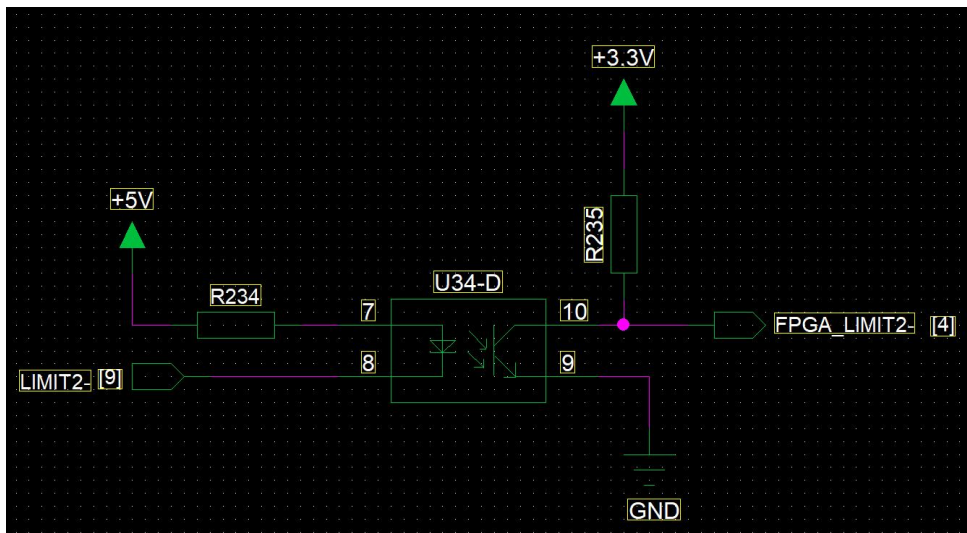 +3.3V
+5V
R235
U34-D
R234
7
10
FPGA_LIMIT2- [4]
8
9
LIMIT2- [9]
GND